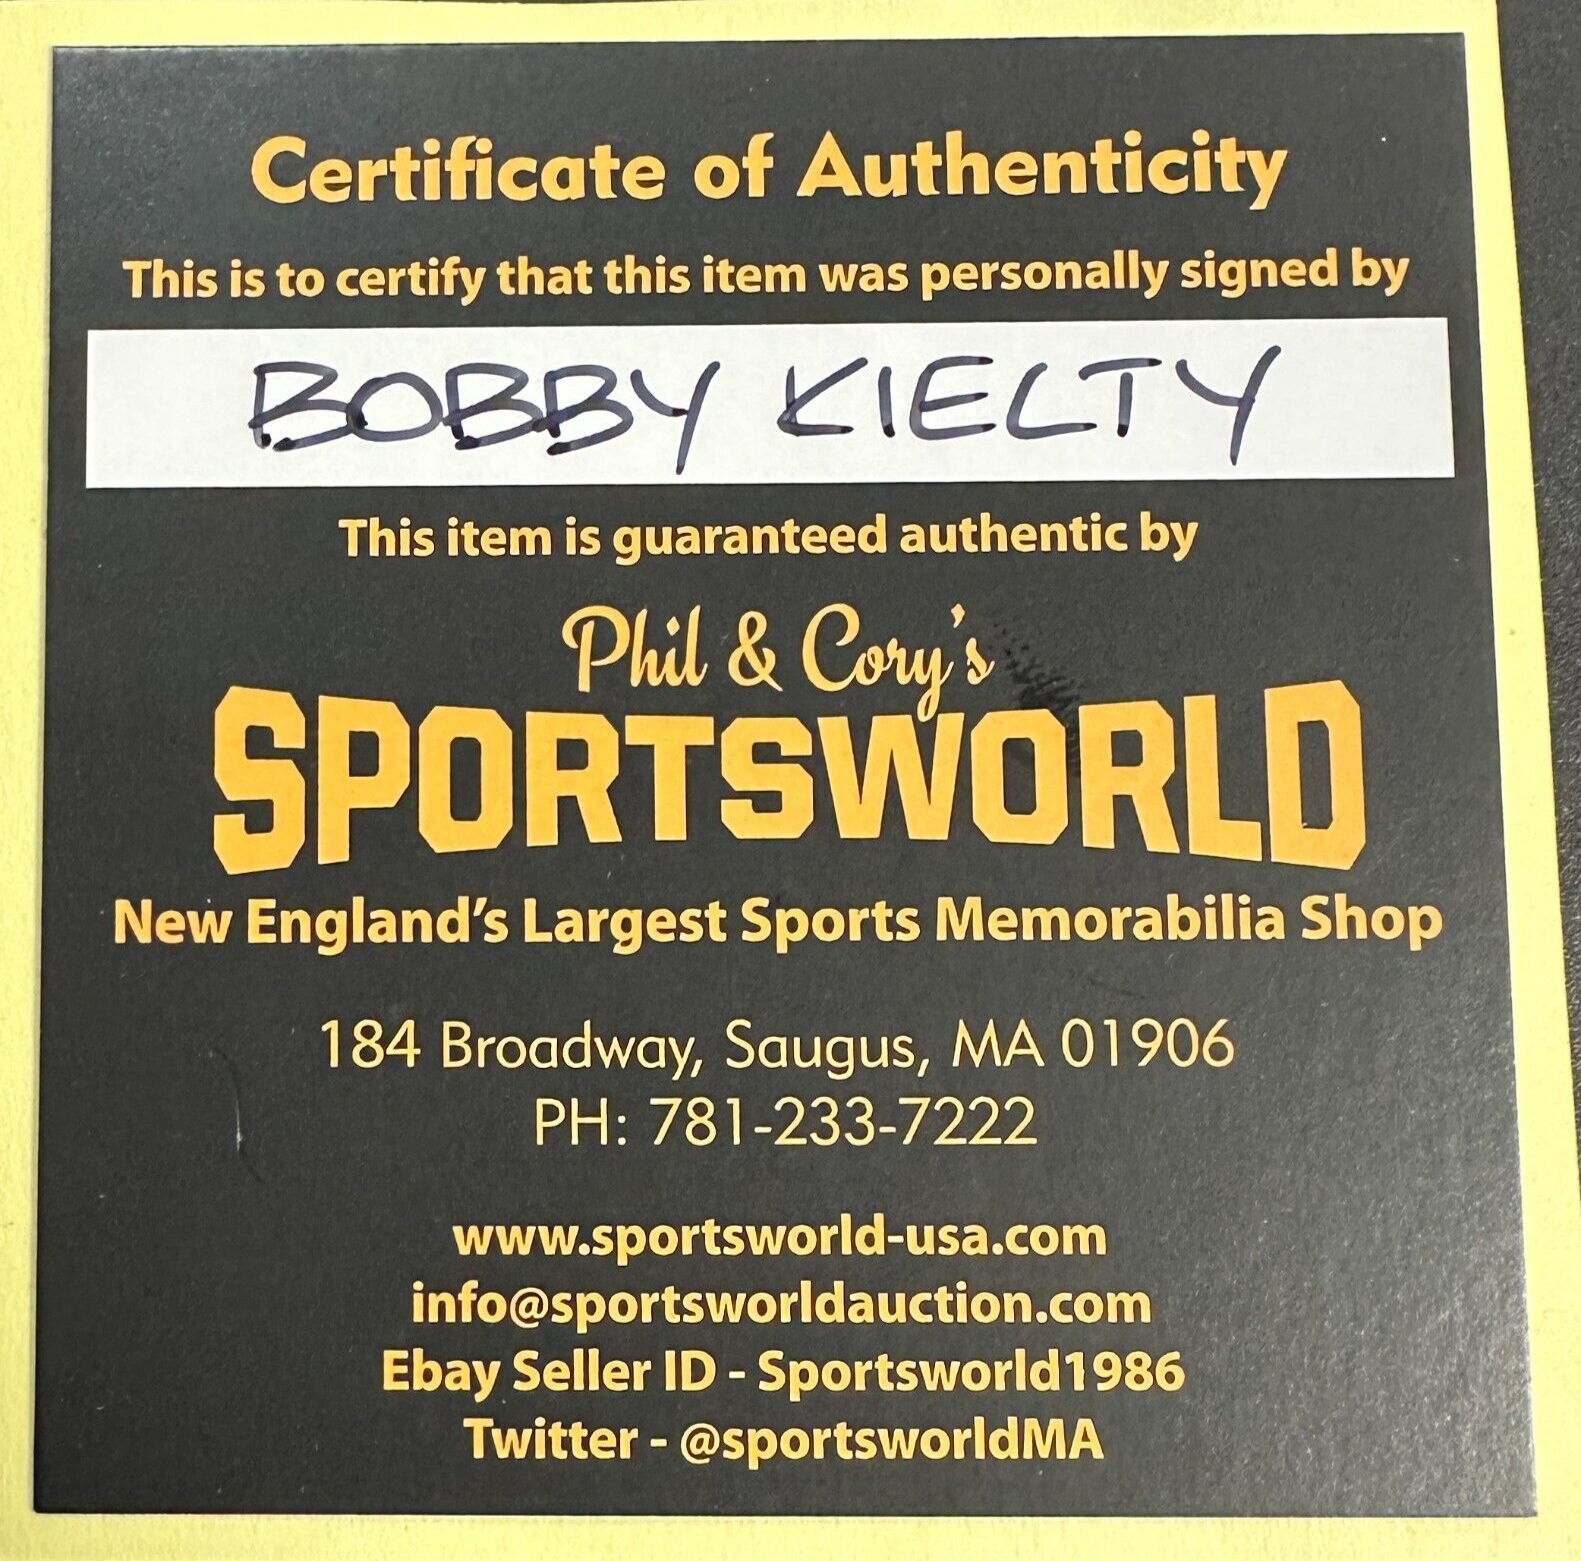 Certificate of Authenticity
This is to certify that this item was personally signed by
BOBBY KIELTY
This item is guaranteed authentic by
Phil & Cory's
SPORTSWORLD
New England's Largest Sports Memorabilia Shop
184 Broadway, Saugus, MA 01906
PH: 781-233-7222
www.sportsworld-usa.com
info@sportsworldauction.com
Ebay Seller ID - Sportsworld1986
Twitter - @sportsworldMA